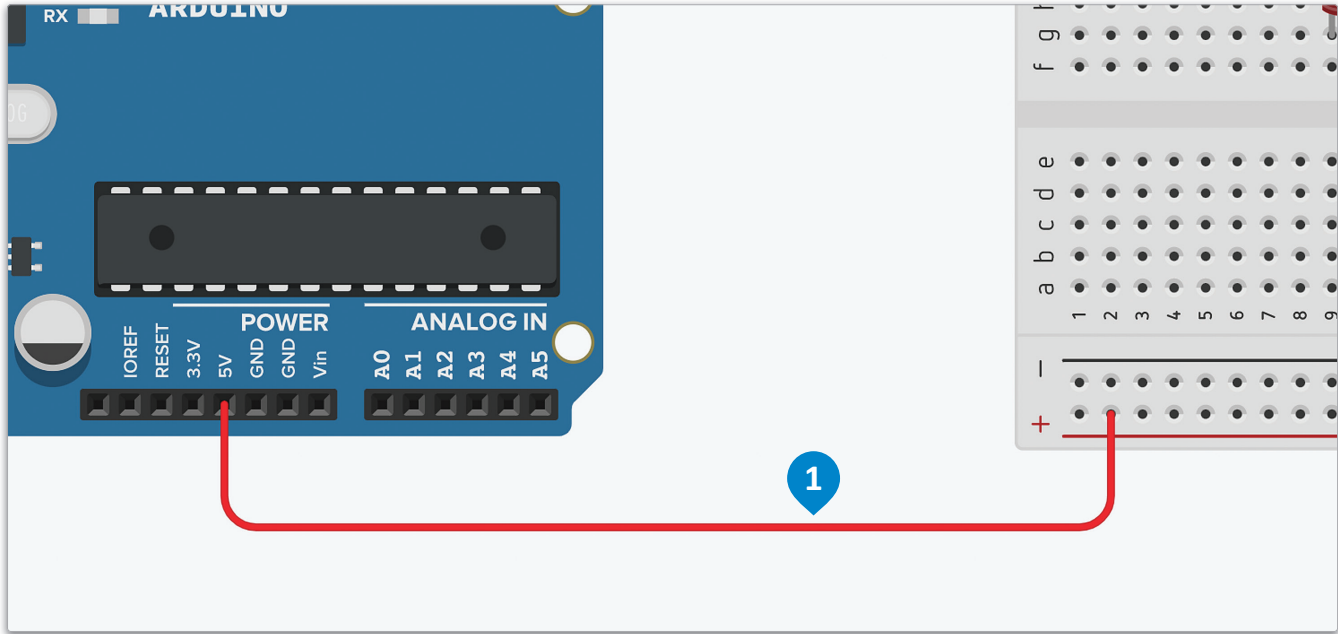 RX
ARDUINO
g
f
e
d
c
b
a
1 2 3 4 5 6 7 8 9
POWER
ANALOG IN
IOREF RESET 3.3V 5V GND GND Vin
A0 A1 A2 A3 A4 A5
−
+
1